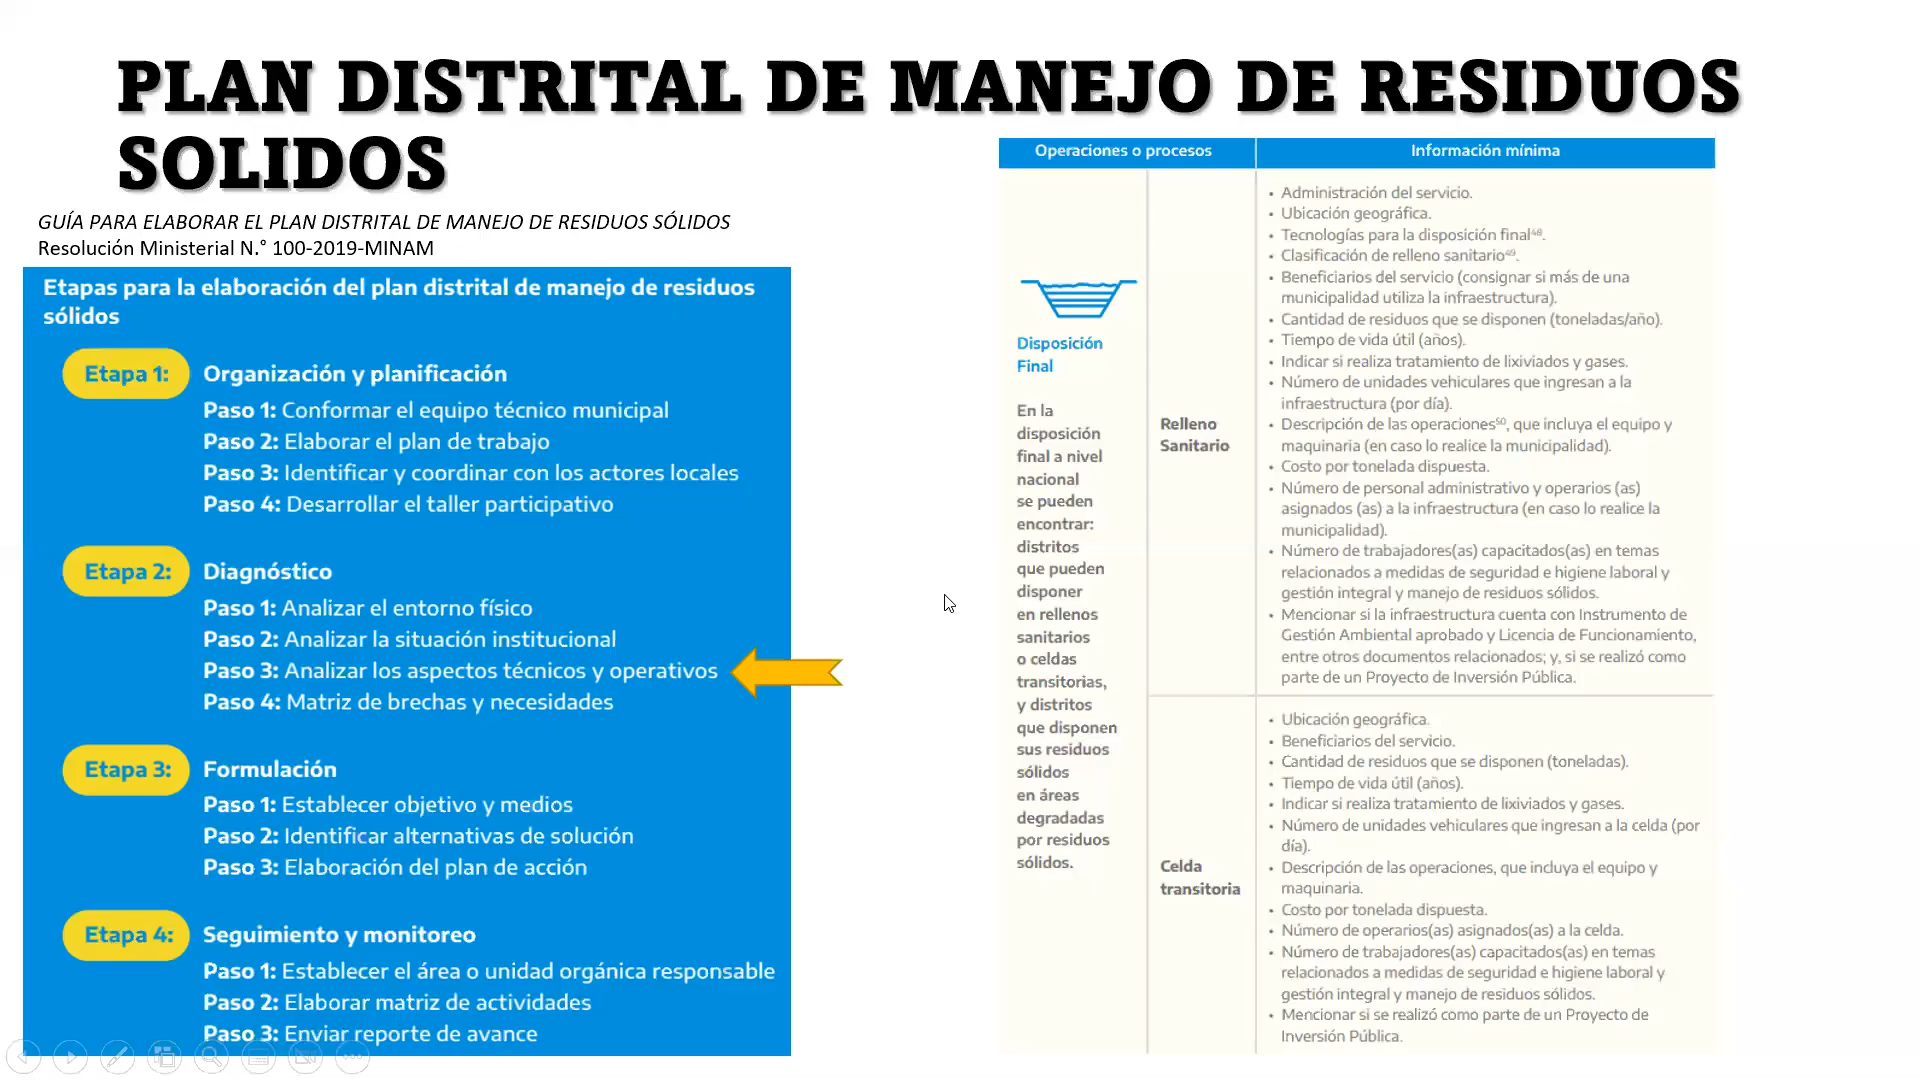 PLAN DISTRITAL DE MANEJO DE RESIDUOS
SOLIDOS
GUÍA PARA ELABORAR EL PLAN DISTRITAL DE MANEJO DE RESIDUOS SÓLIDOS
Resolución Ministerial N.° 100-2019-MINAM
Etapas para la elaboración del plan distrital de manejo de residuos
sólidos
Etapa 1: Organización y planificación
Paso 1: Conformar el equipo técnico municipal
Paso 2: Elaborar el plan de trabajo
Paso 3: Identificar y coordinar con los actores locales
Paso 4: Desarrollar el taller participativo
Etapa 2: Diagnóstico
Paso 1: Analizar el entorno físico
Paso 2: Analizar la situación institucional
Paso 3: Analizar los aspectos técnicos y operativos
Paso 4: Matriz de brechas y necesidades
Etapa 3: Formulación
Paso 1: Establecer objetivo y medios
Paso 2: Identificar alternativas de solución
Paso 3: Elaboración del plan de acción
Etapa 4: Seguimiento y monitoreo
Paso 1: Establecer el área o unidad orgánica responsable
Paso 2: Elaborar matriz de actividades
Paso 3: Enviar reporte de avance
Operaciones o procesos
Información mínima
Disposición
Final
En la
disposición
final a nivel
nacional
se pueden
encontrar:
distritos
que pueden
disponer
en rellenos
sanitarios
o celdas
transitorias,
y distritos
que disponen
sus residuos
sólidos
en áreas
degradadas
por residuos
sólidos.
Relleno
Sanitario
• Administración del servicio.
• Ubicación geográfica.
• Tecnologías para la disposición final⁴⁸.
• Clasificación de relleno sanitario⁴⁹.
• Beneficiarios del servicio (consignar si más de una
municipalidad utiliza la infraestructura).
• Cantidad de residuos que se disponen (toneladas/año).
• Tiempo de vida útil (años).
• Indicar si realiza tratamiento de lixiviados y gases.
• Número de unidades vehiculares que ingresan a la
infraestructura (por día).
• Descripción de las operaciones⁵⁰, que incluya el equipo y
maquinaria (en caso lo realice la municipalidad).
• Costo por tonelada dispuesta.
• Número de personal administrativo y operarios (as)
asignados (as) a la infraestructura (en caso lo realice la
municipalidad).
• Número de trabajadores(as) capacitados(as) en temas
relacionados a medidas de seguridad e higiene laboral y
gestión integral y manejo de residuos sólidos.
• Mencionar si la infraestructura cuenta con Instrumento de
Gestión Ambiental aprobado y Licencia de Funcionamiento,
entre otros documentos relacionados; y, si se realizó como
parte de un Proyecto de Inversión Pública.
Celda
transitoria
• Ubicación geográfica.
• Beneficiarios del servicio.
• Cantidad de residuos que se disponen (toneladas).
• Tiempo de vida útil (años).
• Indicar si realiza tratamiento de lixiviados y gases.
• Número de unidades vehiculares que ingresan a la celda (por
día).
• Descripción de las operaciones, que incluya el equipo y
maquinaria.
• Costo por tonelada dispuesta.
• Número de operarios(as) asignados(as) a la celda.
• Número de trabajadores(as) capacitados(as) en temas
relacionados a medidas de seguridad e higiene laboral y
gestión integral y manejo de residuos sólidos.
• Mencionar si se realizó como parte de un Proyecto de
Inversión Pública.